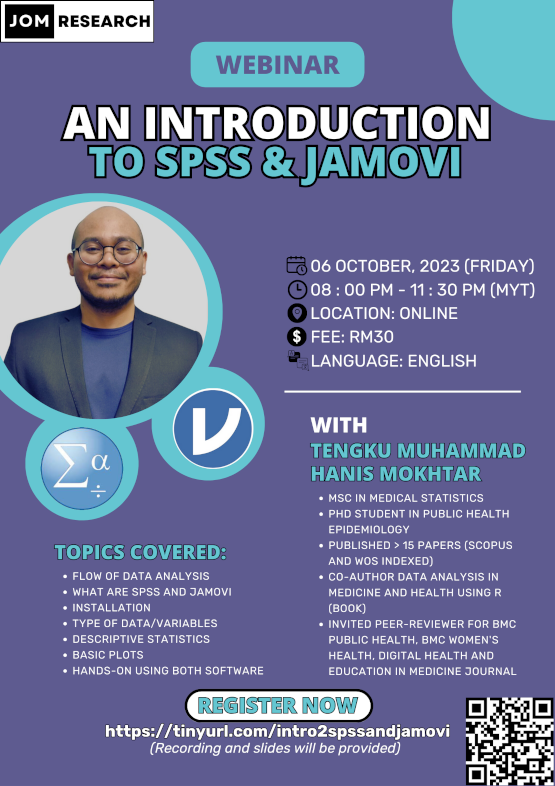 JOM RESEARCH
WEBINAR
AN INTRODUCTION
TO SPSS & JAMOVI
06 OCTOBER, 2023 (FRIDAY)
08 : 00 PM - 11 : 30 PM (MYT)
LOCATION: ONLINE
FEE: RM30
LANGUAGE: ENGLISH
WITH
TENGKU MUHAMMAD
HANIS MOKHTAR
• MSC IN MEDICAL STATISTICS
• PHD STUDENT IN PUBLIC HEALTH
EPIDEMIOLOGY
• PUBLISHED > 15 PAPERS (SCOPUS
AND WOS INDEXED)
• CO-AUTHOR DATA ANALYSIS IN
MEDICINE AND HEALTH USING R
(BOOK)
• INVITED PEER-REVIEWER FOR BMC
PUBLIC HEALTH, BMC WOMEN'S
HEALTH, DIGITAL HEALTH AND
EDUCATION IN MEDICINE JOURNAL
Σ α
÷
TOPICS COVERED:
• FLOW OF DATA ANALYSIS
• WHAT ARE SPSS AND JAMOVI
• INSTALLATION
• TYPE OF DATA/VARIABLES
• DESCRIPTIVE STATISTICS
• BASIC PLOTS
• HANDS-ON USING BOTH SOFTWARE
REGISTER NOW
https://tinyurl.com/intro2spssandjamovi
(Recording and slides will be provided)